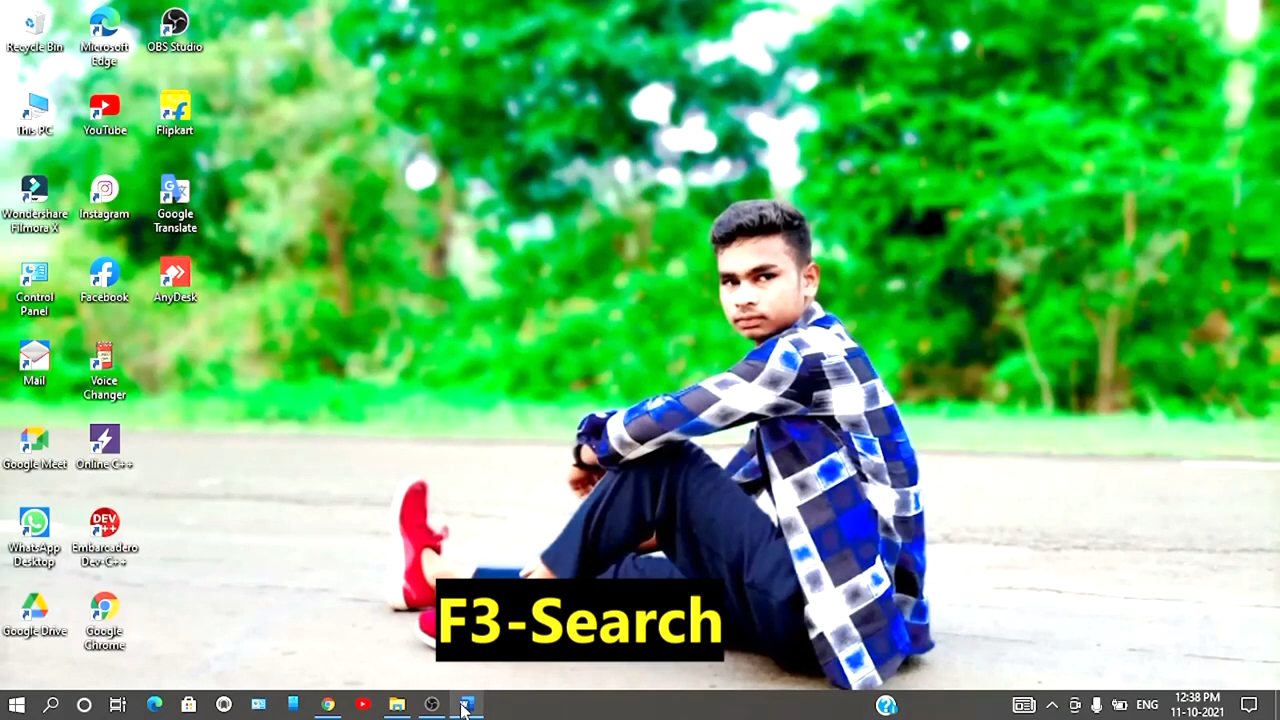 Recycle Bin
Microsoft
Edge
OBS Studio
This PC
YouTube
Flipkart
Wondershare
Filmora X
Instagram
Google
Translate
Control
Panel
Facebook
AnyDesk
Mail
Voice
Changer
Google Meet
Online C++
WhatsApp
Desktop
DEV
C++
Embarcadero
Dev-C++
Google Drive
Google
Chrome
F3-Search
ENG
12:38 PM
11-10-2021